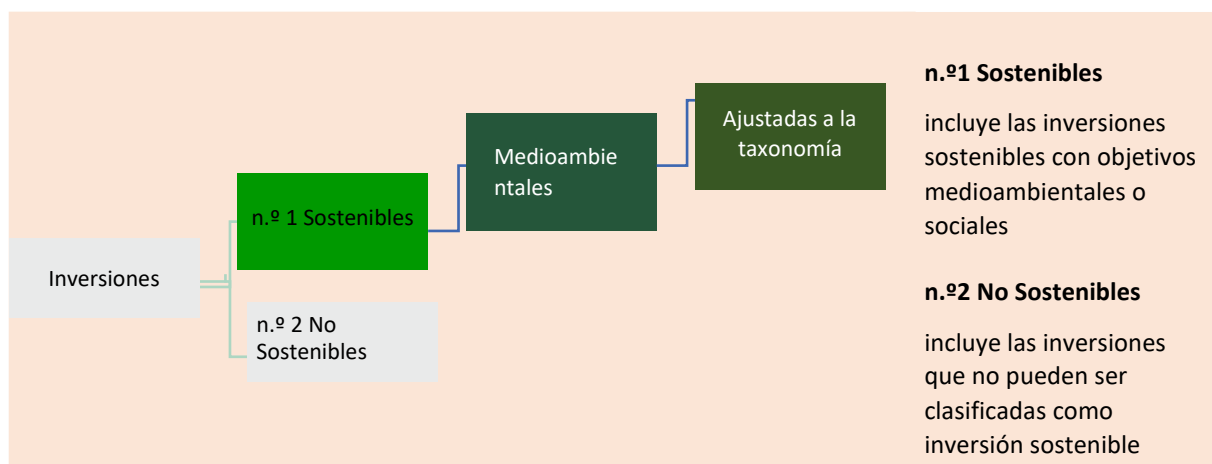 Inversiones
n.º 1 Sostenibles
n.º 2 No
Sostenibles
Medioambie
ntales
Ajustadas a la
taxonomía
n.º1 Sostenibles
incluye las inversiones
sostenibles con objetivos
medioambientales o
sociales
n.º2 No Sostenibles
incluye las inversiones
que no pueden ser
clasificadas como
inversión sostenible